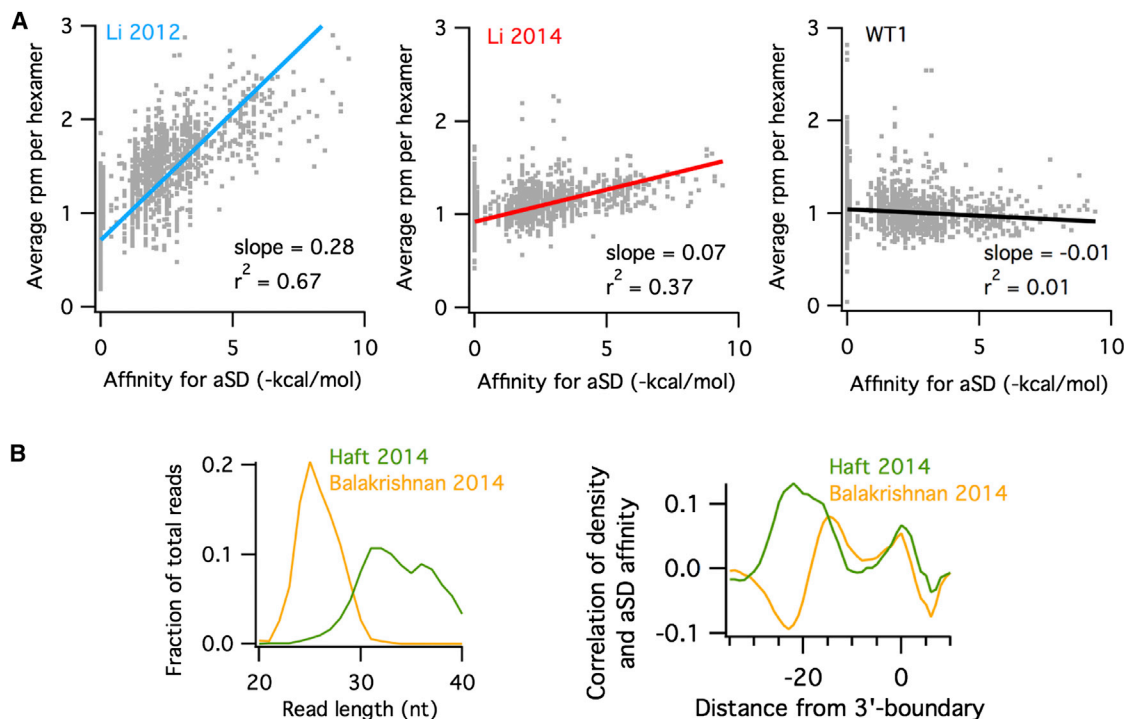 A
Li 2012
Average rpm per hexamer
3
2
1
0
slope = 0.28
r2 = 0.67
0 5 10
Affinity for aSD (-kcal/mol)
Li 2014
Average rpm per hexamer
3
2
1
0
slope = 0.07
r2 = 0.37
0 5 10
Affinity for aSD (-kcal/mol)
WT1
Average rpm per hexamer
3
2
1
0
slope = -0.01
r2 = 0.01
0 5 10
Affinity for aSD (-kcal/mol)
B
Haft 2014
Balakrishnan 2014
Fraction of total reads
0.2
0.1
0.0
20 30 40
Read length (nt)
Haft 2014
Balakrishnan 2014
Correlation of density
and aSD affinity
0.1
0.0
-0.1
-20 0
Distance from 3'-boundary